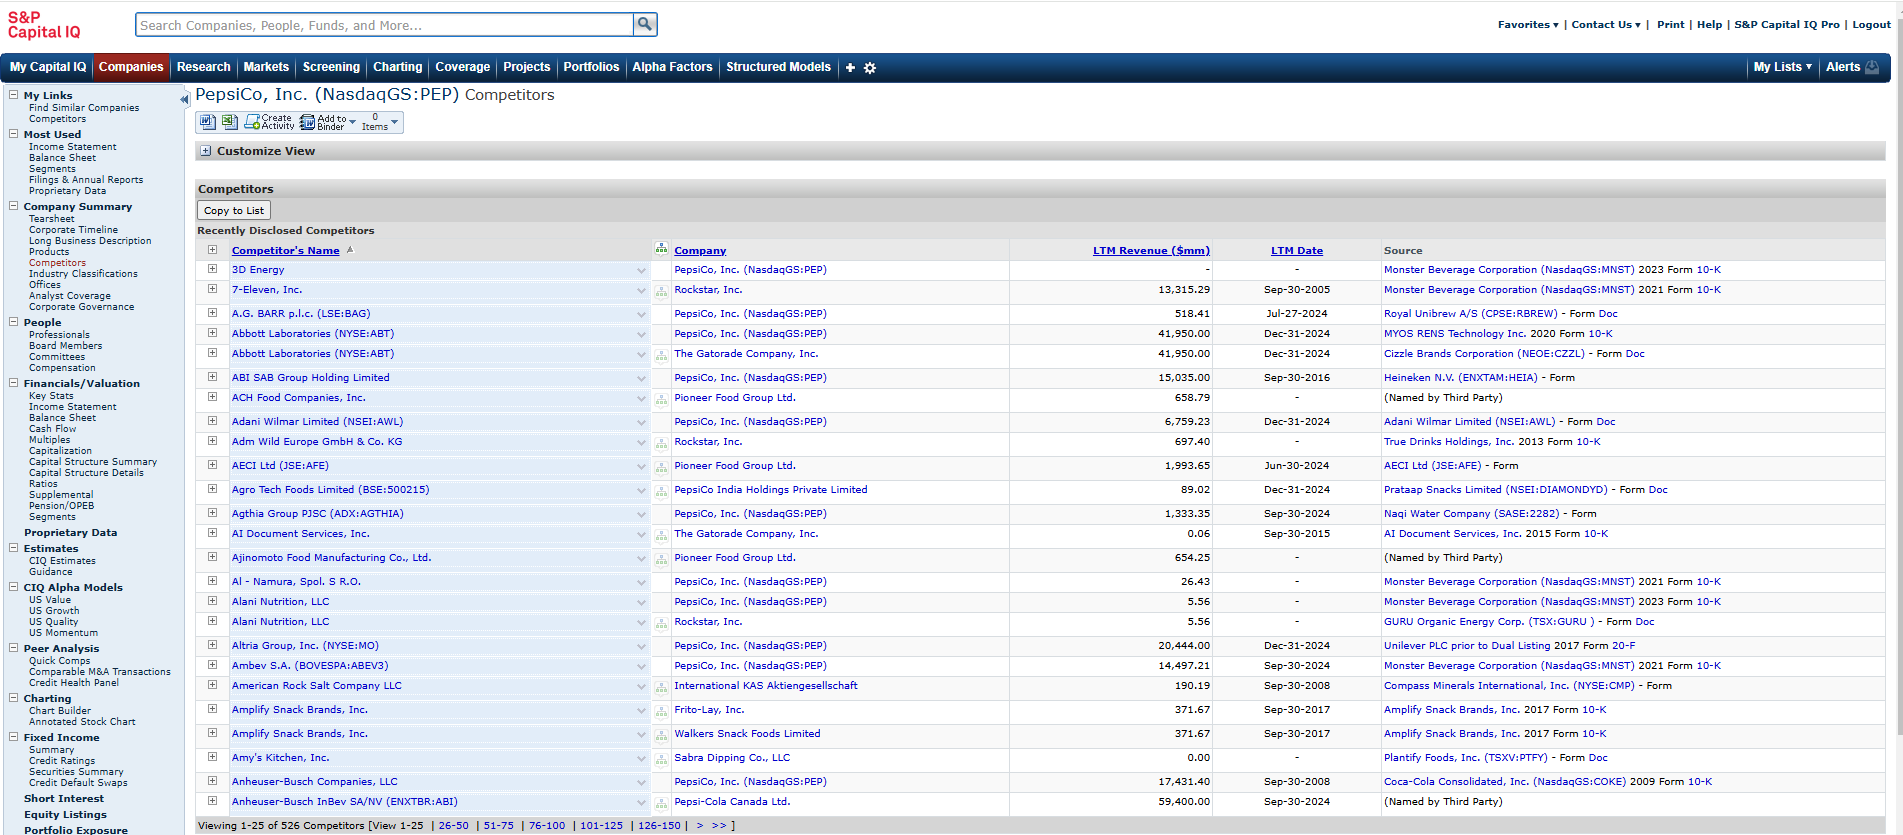 S&P
Capital IQ
Search Companies, People, Funds, and More...
Favorites ▾ | Contact Us ▾ | Print | Help | S&P Capital IQ Pro | Logout
My Capital IQ Companies Research Markets Screening Charting Coverage Projects Portfolios Alpha Factors Structured Models My Lists ▾ Alerts
PepsiCo, Inc. (NasdaqGS:PEP) Competitors
Create Activity Add to Binder 0 Items
Customize View
Competitors
Copy to List
Recently Disclosed Competitors
Competitor's Name Company LTM Revenue ($mm) LTM Date Source
3D Energy PepsiCo, Inc. (NasdaqGS:PEP) - - Monster Beverage Corporation (NasdaqGS:MNST) 2023 Form 10-K
7-Eleven, Inc. Rockstar, Inc. 13,315.29 Sep-30-2005 Monster Beverage Corporation (NasdaqGS:MNST) 2021 Form 10-K
A.G. BARR p.l.c. (LSE:BAG) PepsiCo, Inc. (NasdaqGS:PEP) 518.41 Jul-27-2024 Royal Unibrew A/S (CPSE:RBREW) - Form Doc
Abbott Laboratories (NYSE:ABT) PepsiCo, Inc. (NasdaqGS:PEP) 41,950.00 Dec-31-2024 MYOS RENS Technology Inc. 2020 Form 10-K
Abbott Laboratories (NYSE:ABT) The Gatorade Company, Inc. 41,950.00 Dec-31-2024 Cizzle Brands Corporation (NEOE:CZZL) - Form Doc
ABI SAB Group Holding Limited PepsiCo, Inc. (NasdaqGS:PEP) 15,035.00 Sep-30-2016 Heineken N.V. (ENXTAM:HEIA) - Form
ACH Food Companies, Inc. Pioneer Food Group Ltd. 658.79 - (Named by Third Party)
Adani Wilmar Limited (NSEI:AWL) PepsiCo, Inc. (NasdaqGS:PEP) 6,759.23 Dec-31-2024 Adani Wilmar Limited (NSEI:AWL) - Form Doc
Adm Wild Europe GmbH & Co. KG Rockstar, Inc. 697.40 - True Drinks Holdings, Inc. 2013 Form 10-K
AECI Ltd (JSE:AFE) Pioneer Food Group Ltd. 1,993.65 Jun-30-2024 AECI Ltd (JSE:AFE) - Form
Agro Tech Foods Limited (BSE:500215) PepsiCo India Holdings Private Limited 89.02 Dec-31-2024 Prataap Snacks Limited (NSEI:DIAMONDYD) - Form Doc
Agthia Group PJSC (ADX:AGTHIA) PepsiCo, Inc. (NasdaqGS:PEP) 1,333.35 Sep-30-2024 Naqi Water Company (SASE:2282) - Form
AI Document Services, Inc. The Gatorade Company, Inc. 0.06 Sep-30-2015 AI Document Services, Inc. 2015 Form 10-K
Ajinomoto Food Manufacturing Co., Ltd. Pioneer Food Group Ltd. 654.25 - (Named by Third Party)
Al - Namura, Spol. S R.O. PepsiCo, Inc. (NasdaqGS:PEP) 26.43 - Monster Beverage Corporation (NasdaqGS:MNST) 2021 Form 10-K
Alani Nutrition, LLC PepsiCo, Inc. (NasdaqGS:PEP) 5.56 - Monster Beverage Corporation (NasdaqGS:MNST) 2023 Form 10-K
Alani Nutrition, LLC Rockstar, Inc. 5.56 - GURU Organic Energy Corp. (TSX:GURU ) - Form Doc
Altria Group, Inc. (NYSE:MO) PepsiCo, Inc. (NasdaqGS:PEP) 20,444.00 Dec-31-2024 Unilever PLC prior to Dual Listing 2017 Form 20-F
Ambev S.A. (BOVESPA:ABEV3) PepsiCo, Inc. (NasdaqGS:PEP) 14,497.21 Sep-30-2024 Monster Beverage Corporation (NasdaqGS:MNST) 2021 Form 10-K
American Rock Salt Company LLC International KAS Aktiengesellschaft 190.19 Sep-30-2008 Compass Minerals International, Inc. (NYSE:CMP) - Form
Amplify Snack Brands, Inc. Frito-Lay, Inc. 371.67 Sep-30-2017 Amplify Snack Brands, Inc. 2017 Form 10-K
Amplify Snack Brands, Inc. Walkers Snack Foods Limited 371.67 Sep-30-2017 Amplify Snack Brands, Inc. 2017 Form 10-K
Amy's Kitchen, Inc. Sabra Dipping Co., LLC 0.00 - Plantify Foods, Inc. (TSXV:PTFY) - Form Doc
Anheuser-Busch Companies, LLC PepsiCo, Inc. (NasdaqGS:PEP) 17,431.40 Sep-30-2008 Coca-Cola Consolidated, Inc. (NasdaqGS:COKE) 2009 Form 10-K
Anheuser-Busch InBev SA/NV (ENXTBR:ABI) Pepsi-Cola Canada Ltd. 59,400.00 Sep-30-2024 (Named by Third Party)
Viewing 1-25 of 526 Competitors [View 1-25 | 26-50 | 51-75 | 76-100 | 101-125 | 126-150 | > >> ]
My Links
Find Similar Companies
Competitors
Most Used
Income Statement
Balance Sheet
Segments
Filings & Annual Reports
Proprietary Data
Company Summary
Tearsheet
Corporate Timeline
Long Business Description
Products
Competitors
Industry Classifications
Offices
Analyst Coverage
Corporate Governance
People
Professionals
Board Members
Committees
Compensation
Financials/Valuation
Key Stats
Income Statement
Balance Sheet
Cash Flow
Multiples
Capitalization
Capital Structure Summary
Capital Structure Details
Ratios
Supplemental
Pension/OPEB
Segments
Proprietary Data
Estimates
CIQ Estimates
Guidance
CIQ Alpha Models
US Value
US Growth
US Quality
US Momentum
Peer Analysis
Quick Comps
Comparable M&A Transactions
Credit Health Panel
Charting
Chart Builder
Annotated Stock Chart
Fixed Income
Summary
Credit Ratings
Securities Summary
Credit Default Swaps
Short Interest
Equity Listings
Portfolio Exposure